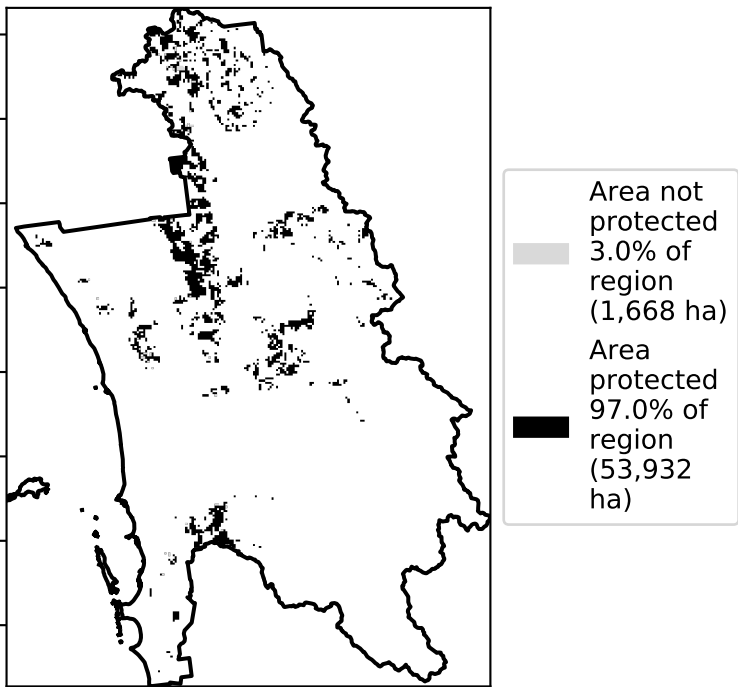 Area not
protected
3.0% of
region
(1,668 ha)
Area
protected
97.0% of
region
(53,932
ha)